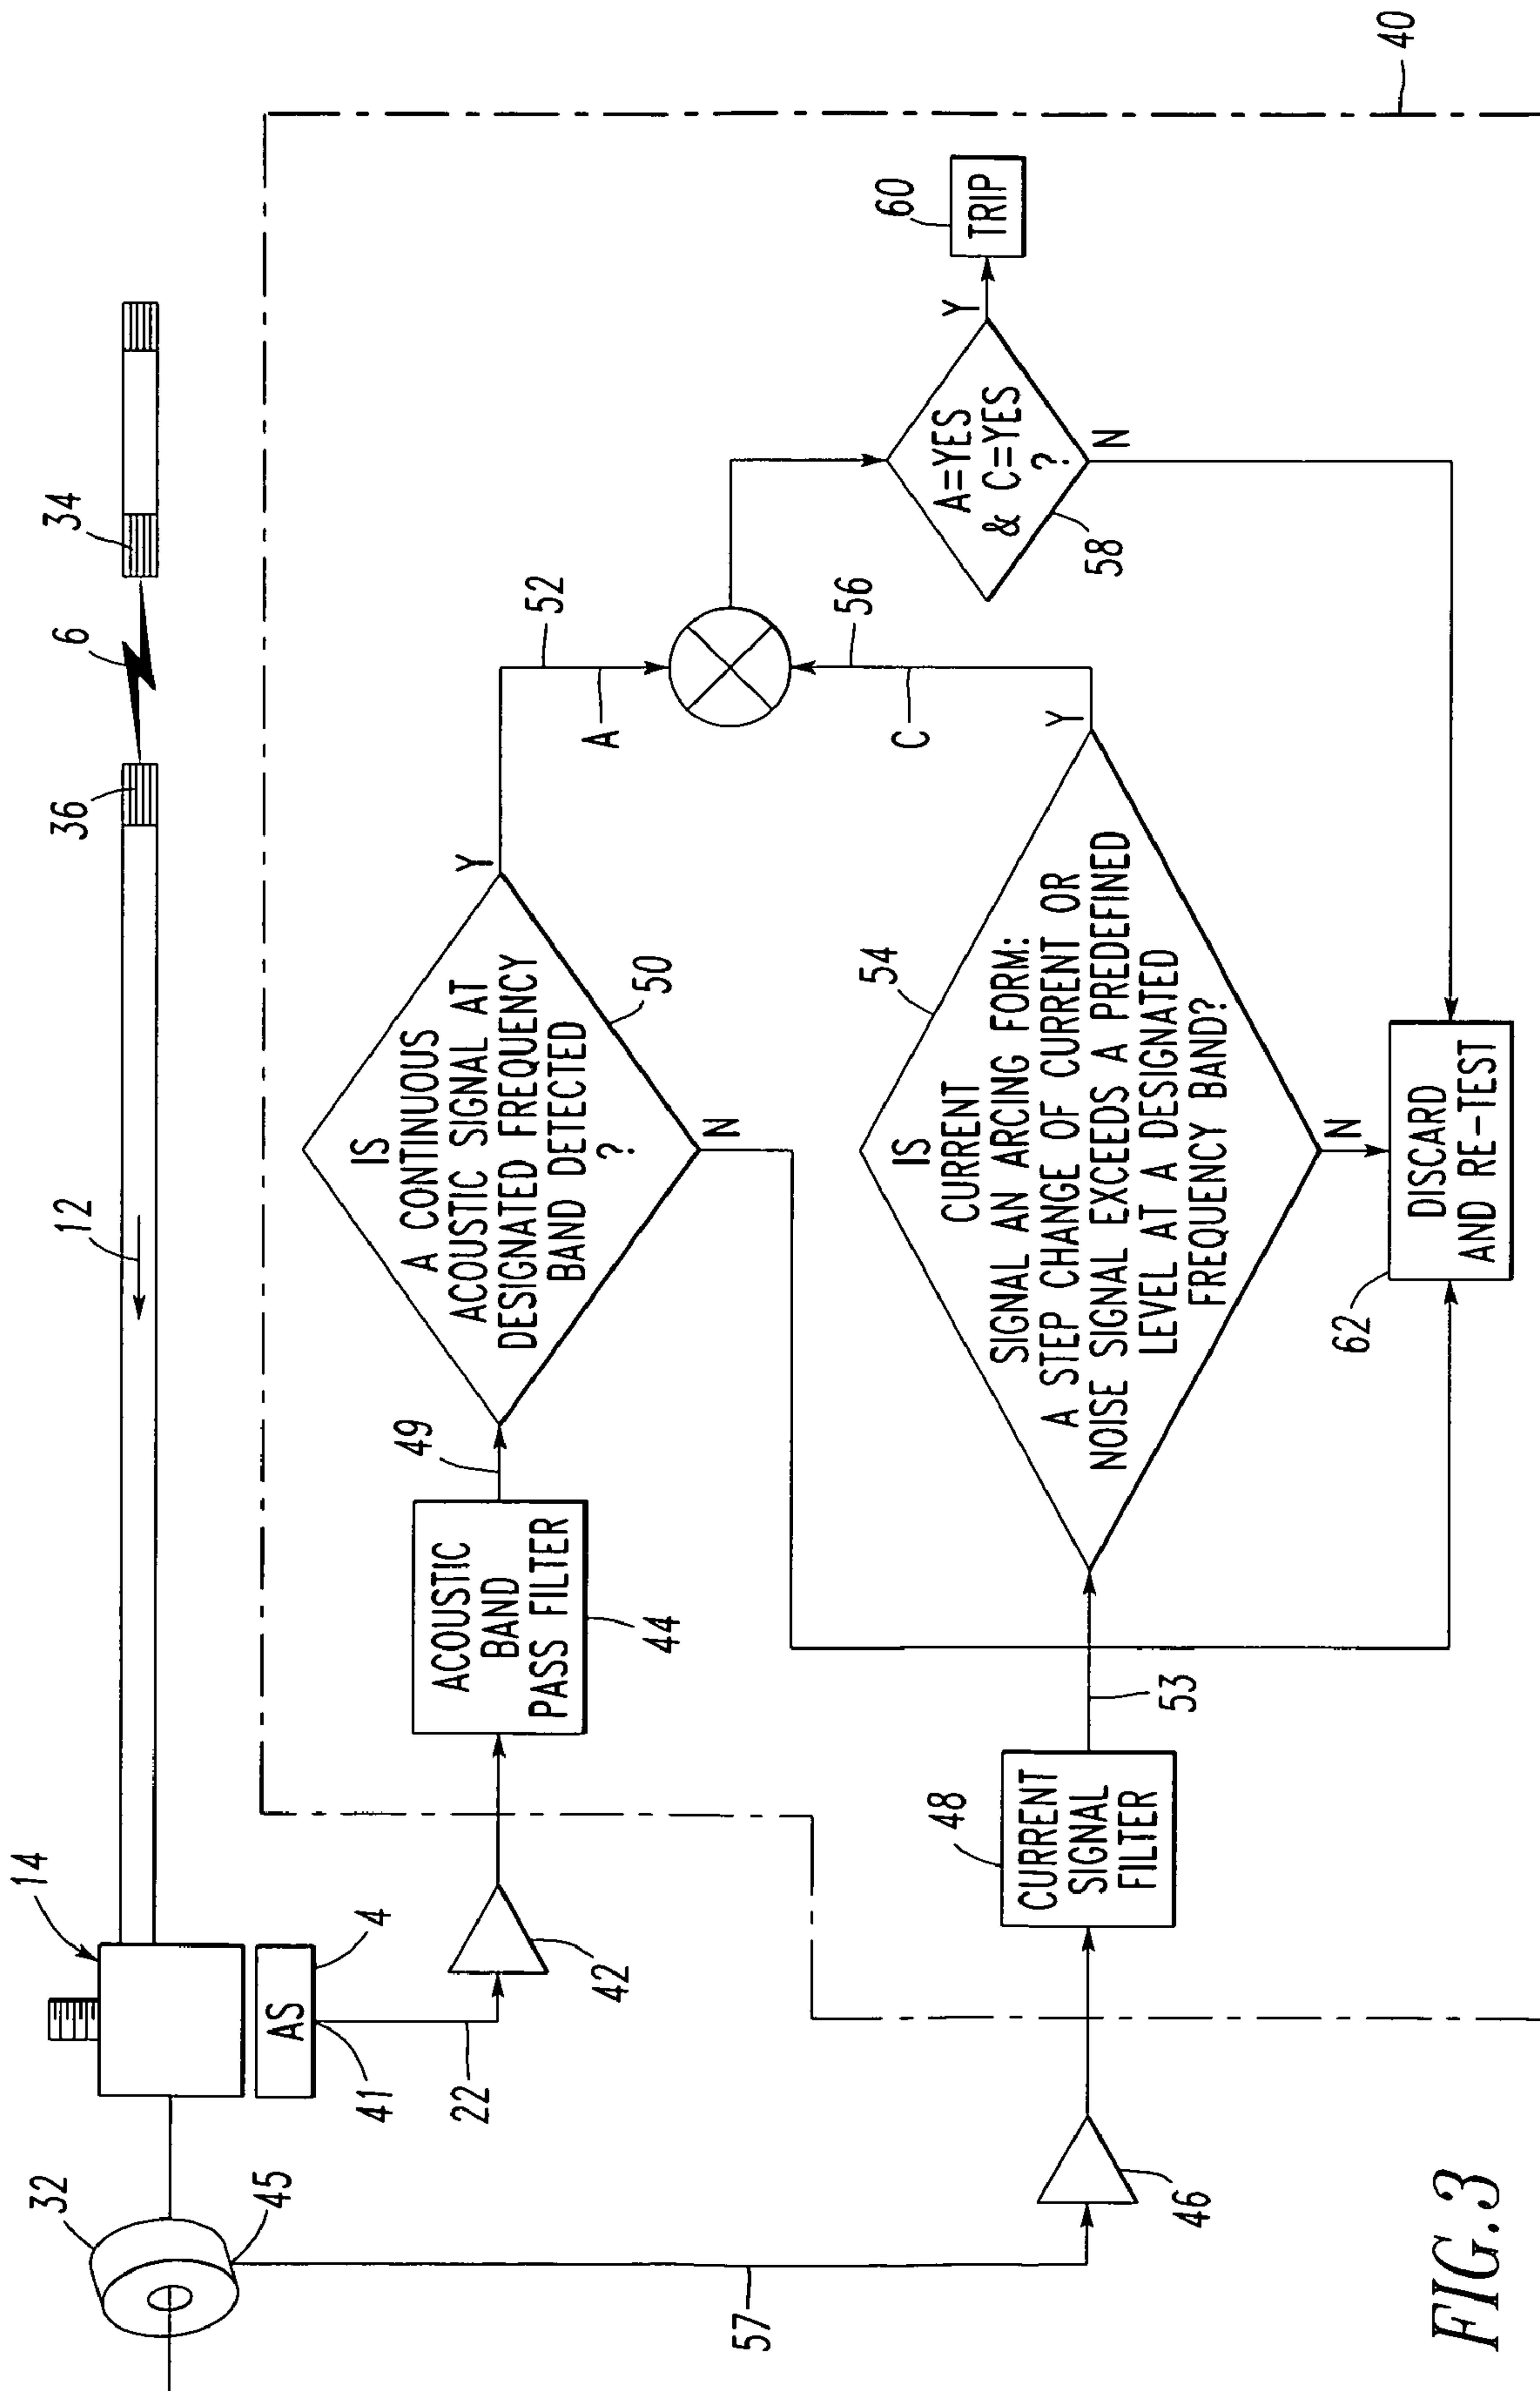 32
45
14
AS
4
41
22
12
36
6
34
57
42
ACOUSTIC
BAND
PASS FILTER
44
49
IS
A CONTINUOUS
ACOUSTIC SIGNAL AT
DESIGNATED FREQUENCY
BAND DETECTED
?
50
Y
N
52
A
56
C
46
48
CURRENT
SIGNAL
FILTER
53
54
IS
CURRENT
SIGNAL AN ARCING FORM:
A STEP CHANGE OF CURRENT OR
NOISE SIGNAL EXCEEDS A PREDEFINED
LEVEL AT A DESIGNATED
FREQUENCY BAND?
Y
N
A=YES
& C=YES
?
58
Y
N
60
TRIP
62
DISCARD
AND RE-TEST
40
FIG.3